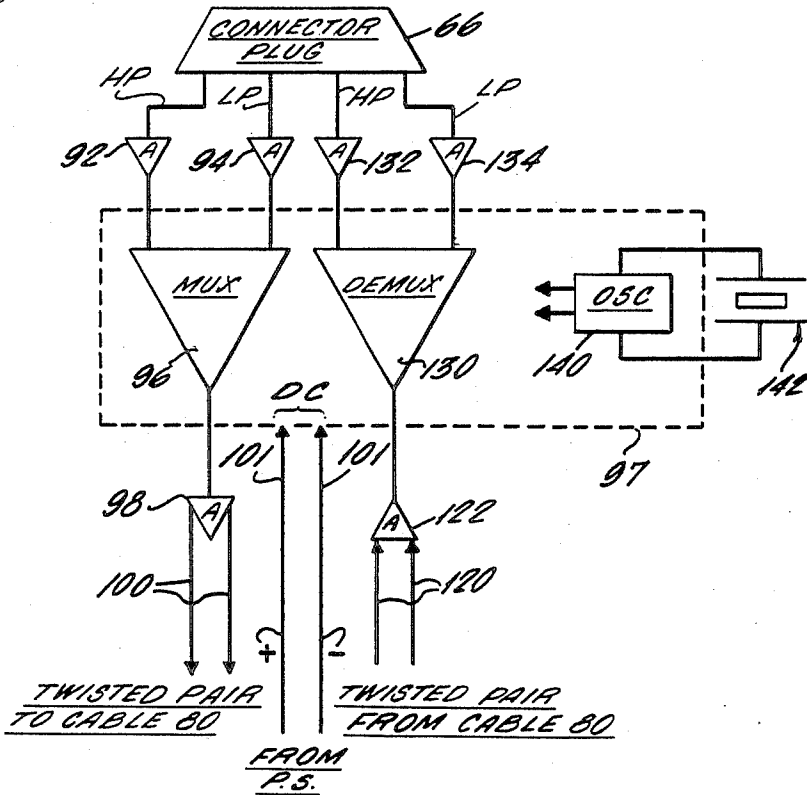 CONNECTOR
PLUG
66
HP
LP
HP
LP
92
A
94
A
A
132
A
134
MUX
DEMUX
OSC
96
130
140
142
DC
101
101
97
98
A
A
122
100
120
+
-
TWISTED PAIR
TO CABLE 80
TWISTED PAIR
FROM CABLE 80
FROM
P.S.